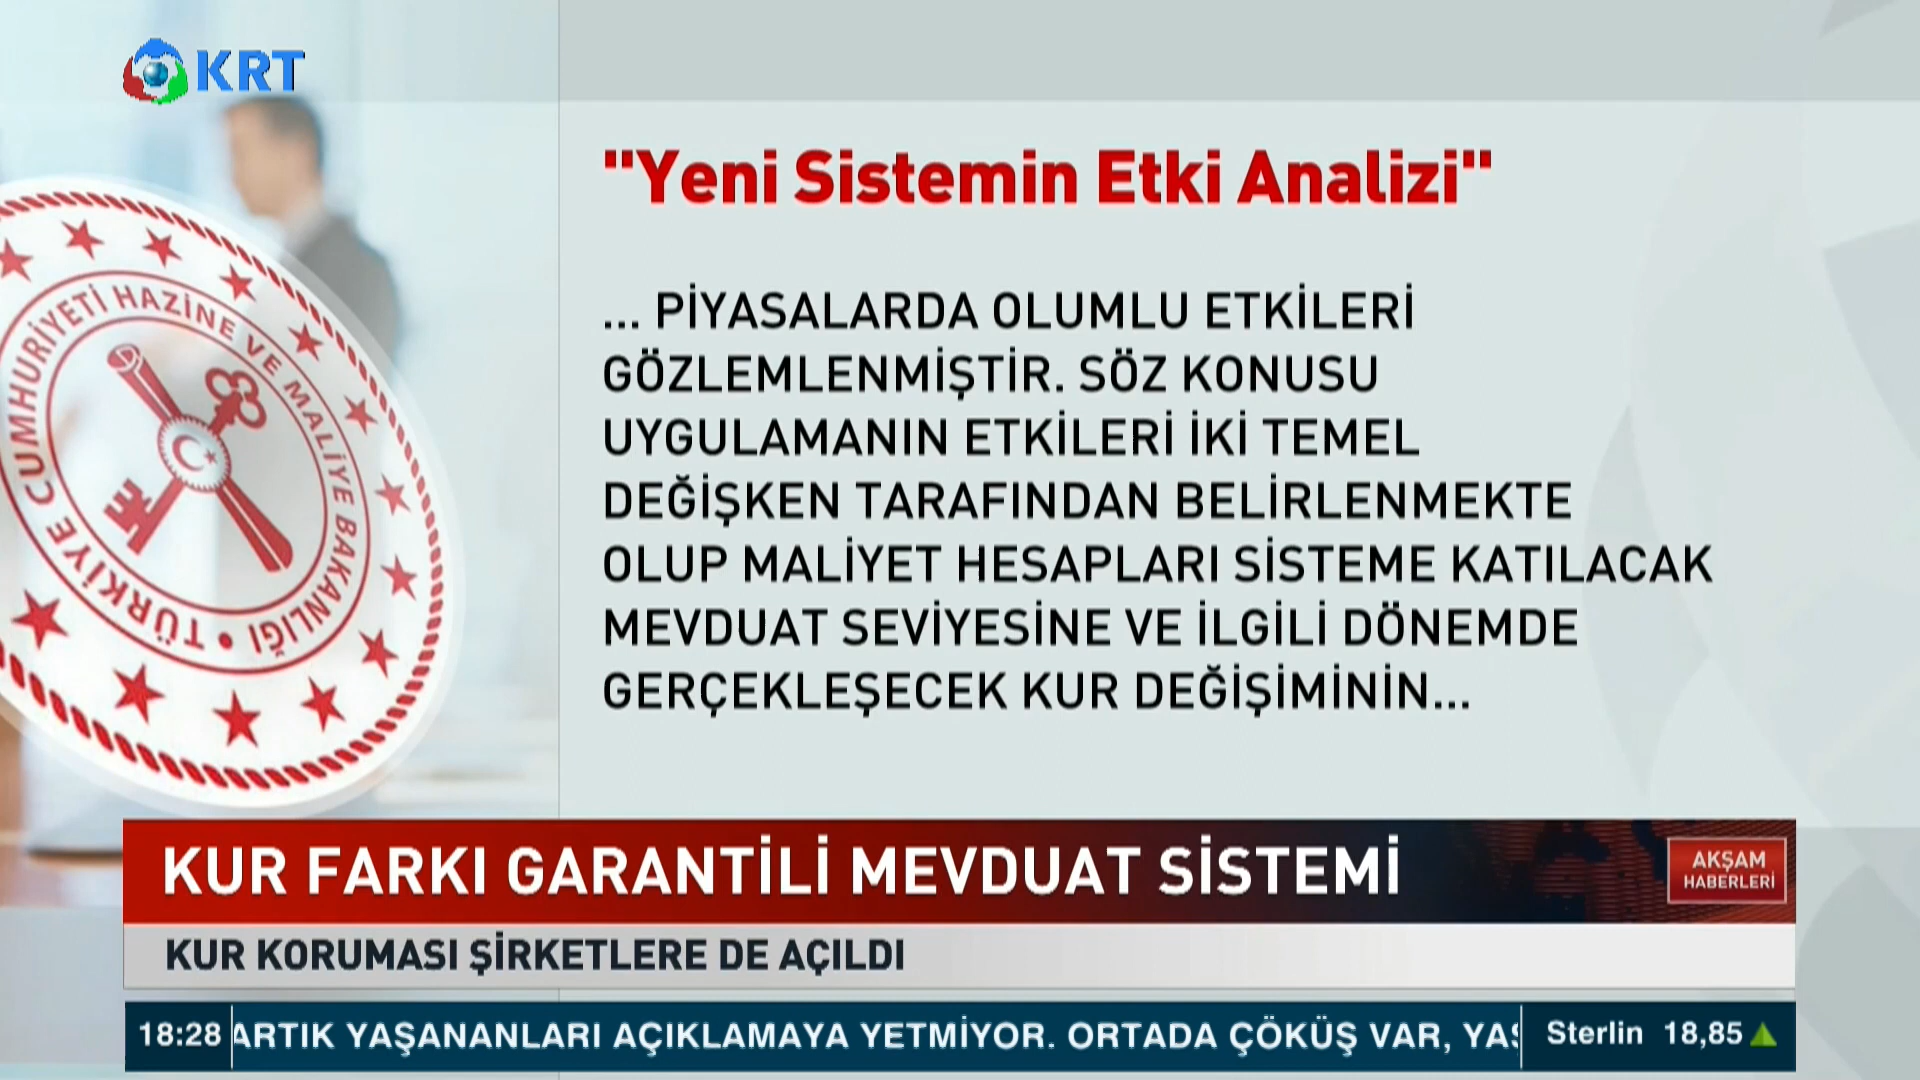 KRT
"Yeni Sistemin Etki Analizi"
... PİYASALARDA OLUMLU ETKİLERİ
GÖZLEMLENMİŞTİR. SÖZ KONUSU
UYGULAMANIN ETKİLERİ İKİ TEMEL
DEĞİŞKEN TARAFINDAN BELİRLENMEKTE
OLUP MALİYET HESAPLARI SİSTEME KATILACAK
MEVDUAT SEVİYESİNE VE İLGİLİ DÖNEMDE
GERÇEKLEŞECEK KUR DEĞİŞİMİNİN...
TÜRKİYE CUMHURİYETİ HAZİNE VE MALİYE BAKANLIĞI •
KUR FARKI GARANTİLİ MEVDUAT SİSTEMİ
AKŞAM
HABERLERİ
KUR KORUMASI ŞİRKETLERE DE AÇILDI
18:28 ARTIK YAŞANANLARI AÇIKLAMAYA YETMİYOR. ORTADA ÇÖKÜŞ VAR, Sterlin 18,85